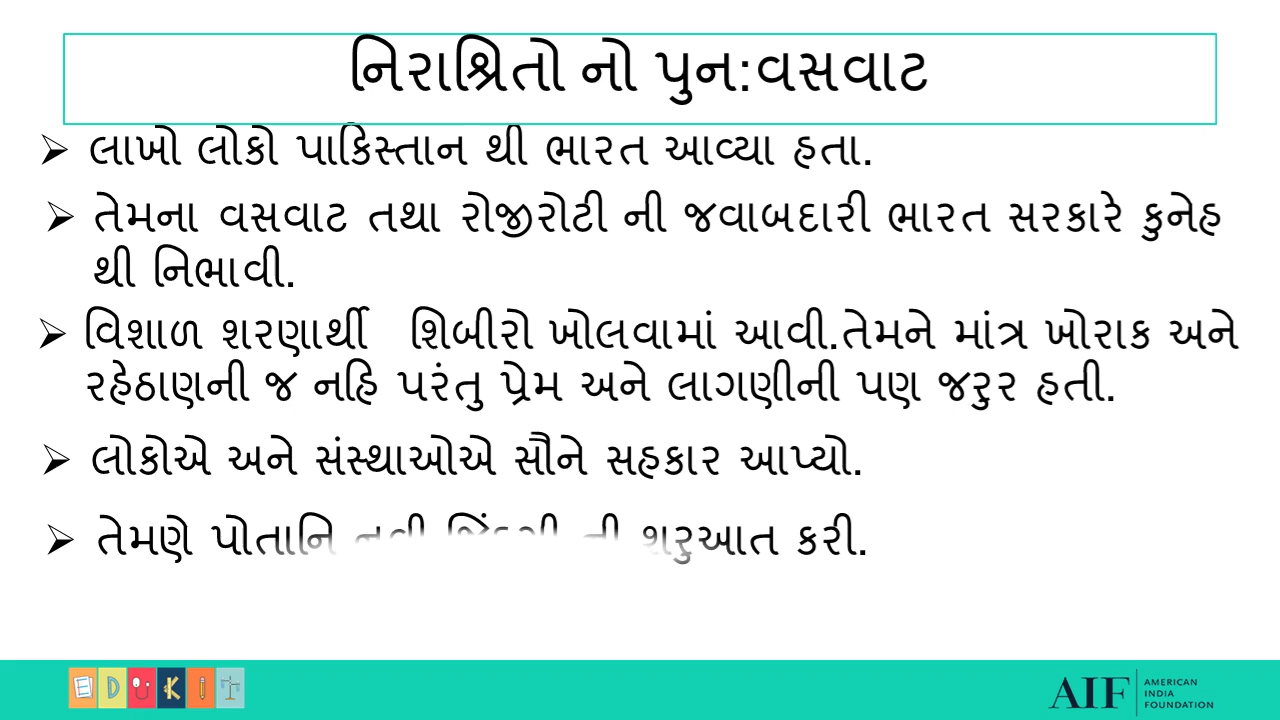 નિરાશ્રિતો નો પુન:વસવાટ
લાખો લોકો પાકિસ્તાન થી ભારત આવ્યા હતા.
તેમના વસવાટ તથા રોજીરોટી ની જવાબદારી ભારત સરકારે કુનેહ
થી નિભાવી.
વિશાળ શરણાર્થી શિબીરો ખોલવામાં આવી.તેમને માંત્ર ખોરાક અને
રહેઠાણની જ નહિ પરંતુ પ્રેમ અને લાગણીની પણ જરુર હતી.
લોકોએ અને સંસ્થાઓએ સૌને સહકાર આપ્યો.
તેમણે પોતાનિ શરુઆત કરી.
EDUKIT
AIF AMERICAN
INDIA
FOUNDATION